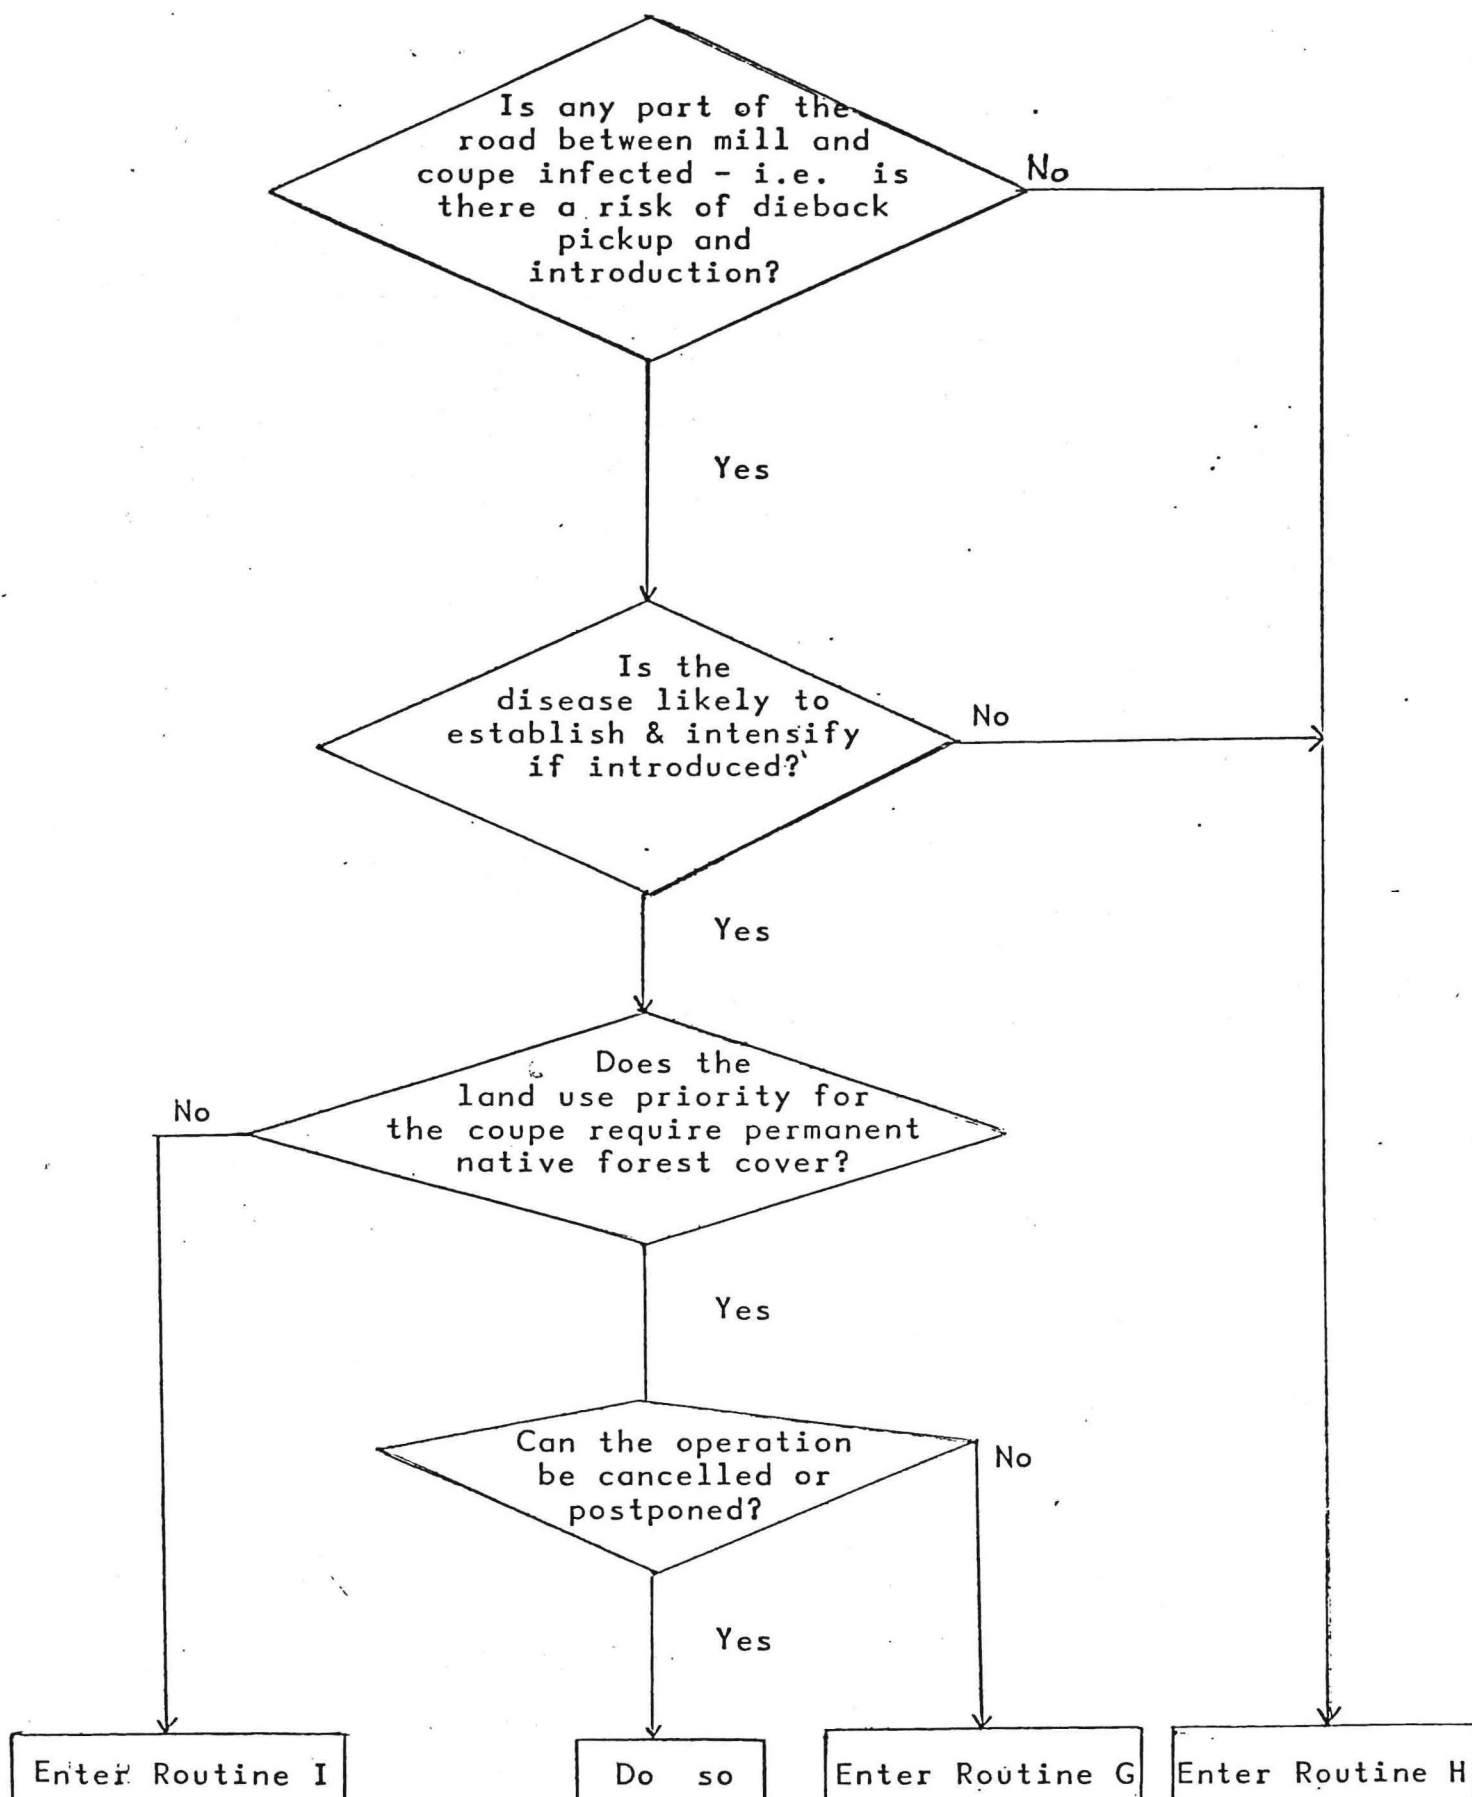 Is any part of the
road between mill and
coupe infected - i.e. is
there a risk of dieback
pickup and
introduction?
No
Yes
Is the
disease likely to
establish & intensify
if introduced?
No
Yes
Does the
land use priority for
the coupe require permanent
native forest cover?
No
Yes
Can the operation
be cancelled or
postponed?
No
Yes
Enter Routine I
Do so
Enter Routine G
Enter Routine H